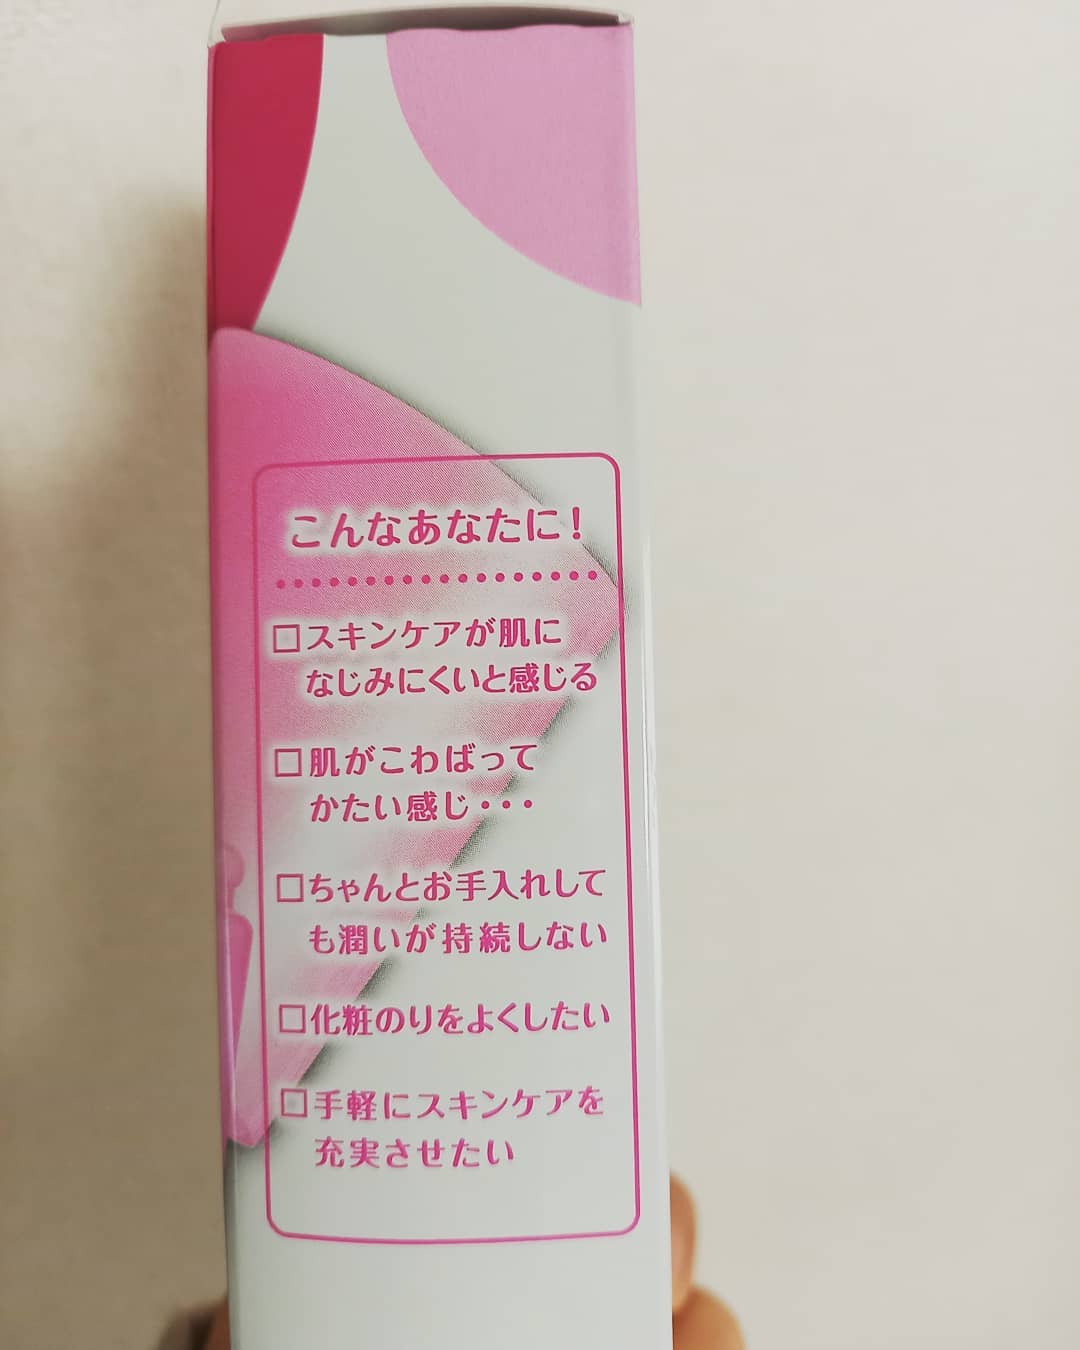 こんなあなたに!
□スキンケアが肌に
なじみにくいと感じる
□肌がこわばって
かたい感じ・・・
□ちゃんとお手入れして
も潤いが持続しない
□化粧のりをよくしたい
□手軽にスキンケアを
充実させたい